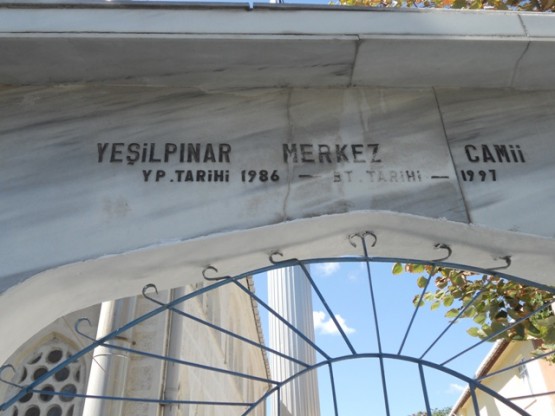 YEŞİLPINAR MERKEZ CAMİİ
YP.TARİHİ 1986 – BT.TARİHİ – 1997